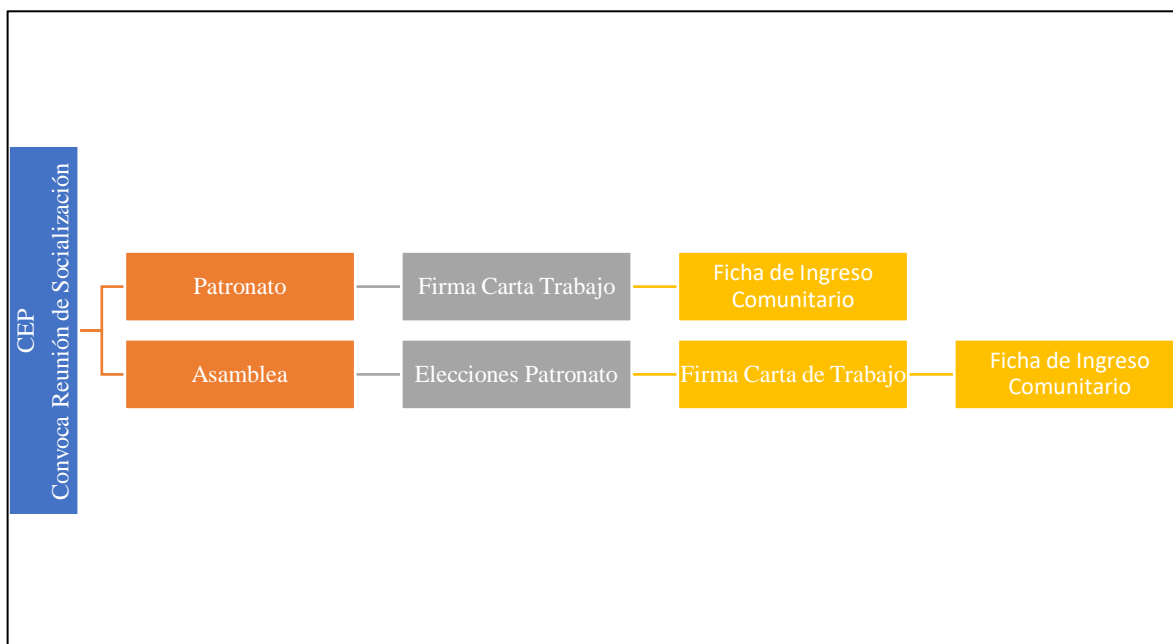 CEP
Convoca Reunión de Socialización
Patronato
Firma Carta Trabajo
Ficha de Ingreso
Comunitario
Asamblea
Elecciones Patronato
Firma Carta de Trabajo
Ficha de Ingreso
Comunitario